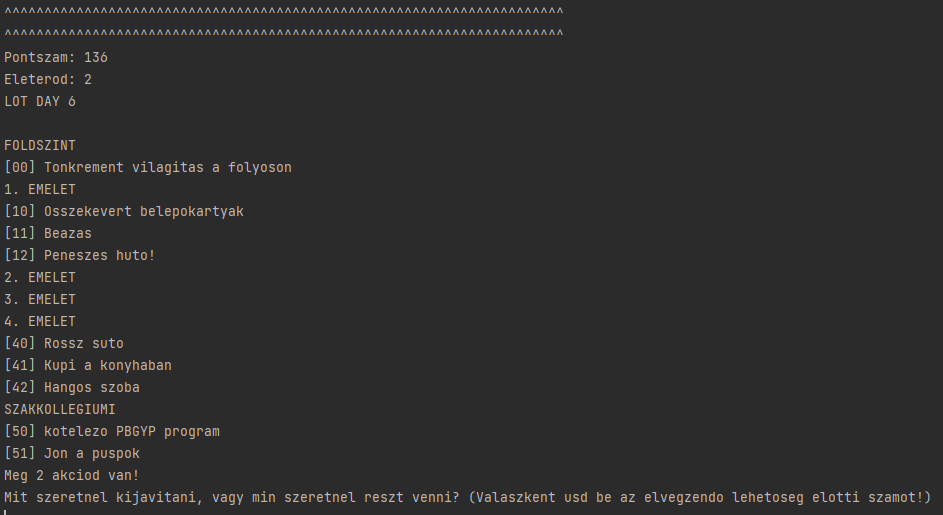 ^^^^^^^^^^^^^^^^^^^^^^^^^^^^^^^^^^^^^^^^^^^^^^^^^^^^^^^^^^^^^^^^^^^^^^
^^^^^^^^^^^^^^^^^^^^^^^^^^^^^^^^^^^^^^^^^^^^^^^^^^^^^^^^^^^^^^^^^^^^^^
Pontszam: 136
Eleterod: 2
LOT DAY 6
FOLDSZINT
[00] Tonkrement vilagitas a folyoson
1. EMELET
[10] Osszekevert belepokartyak
[11] Beazas
[12] Peneszes huto!
2. EMELET
3. EMELET
4. EMELET
[40] Rossz suto
[41] Kupi a konyhaban
[42] Hangos szoba
SZAKKOLLEGIUMI
[50] kotelezo PBGYP program
[51] Jon a puspok
Meg 2 akciod van!
Mit szeretnel kijavitani, vagy min szeretnel reszt venni? (Valaszkent usd be az elvegzendo lehetoseg elotti szamot!)